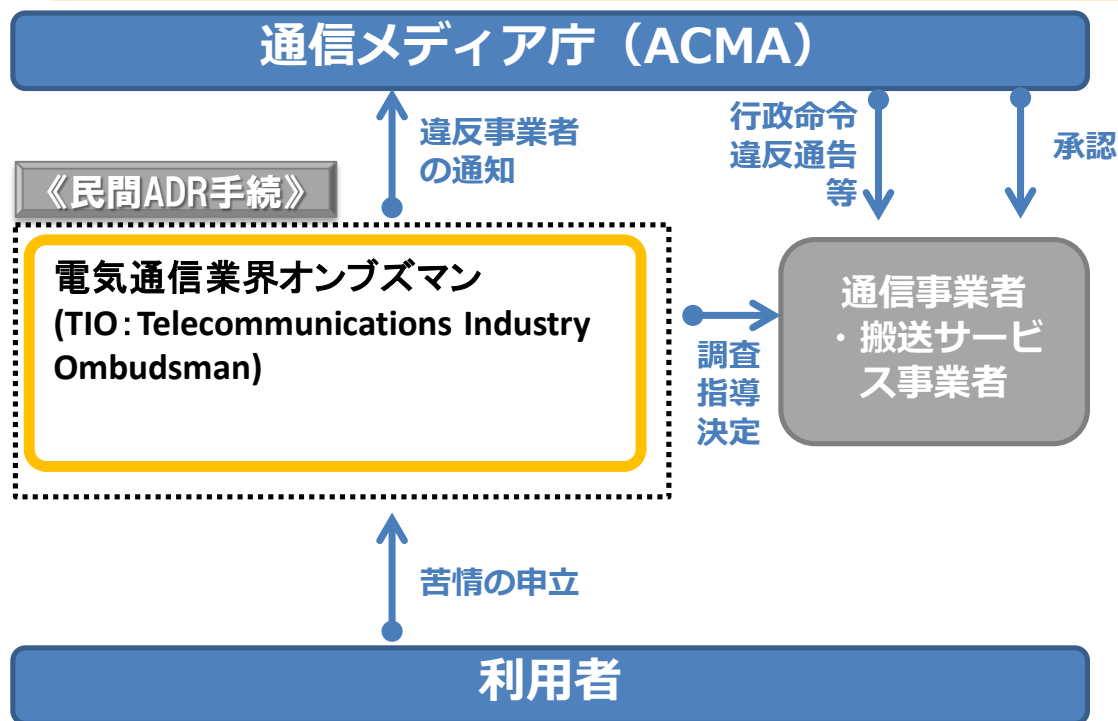 通信メディア庁（ACMA）
違反事業者
の通知
行政命令
違反通告
等
承認
《民間ADR手続》
電気通信業界オンブズマン
(TIO：Telecommunications Industry
Ombudsman)
調査
指導
決定
通信事業者
・搬送サービ
ス事業者
苦情の申立
利用者